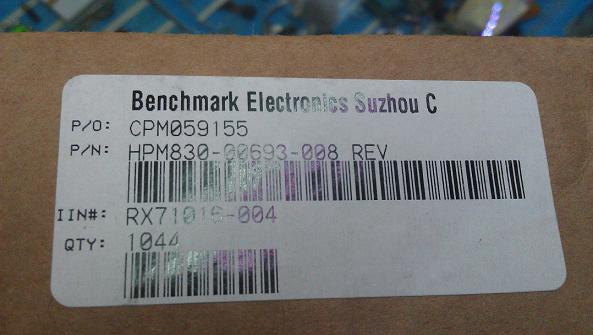 Benchmark Electronics Suzhou C
P/O: CPM059155
P/N: HPM830-00693-008 REV
IIN#: RX71016-004
QTY: 1044